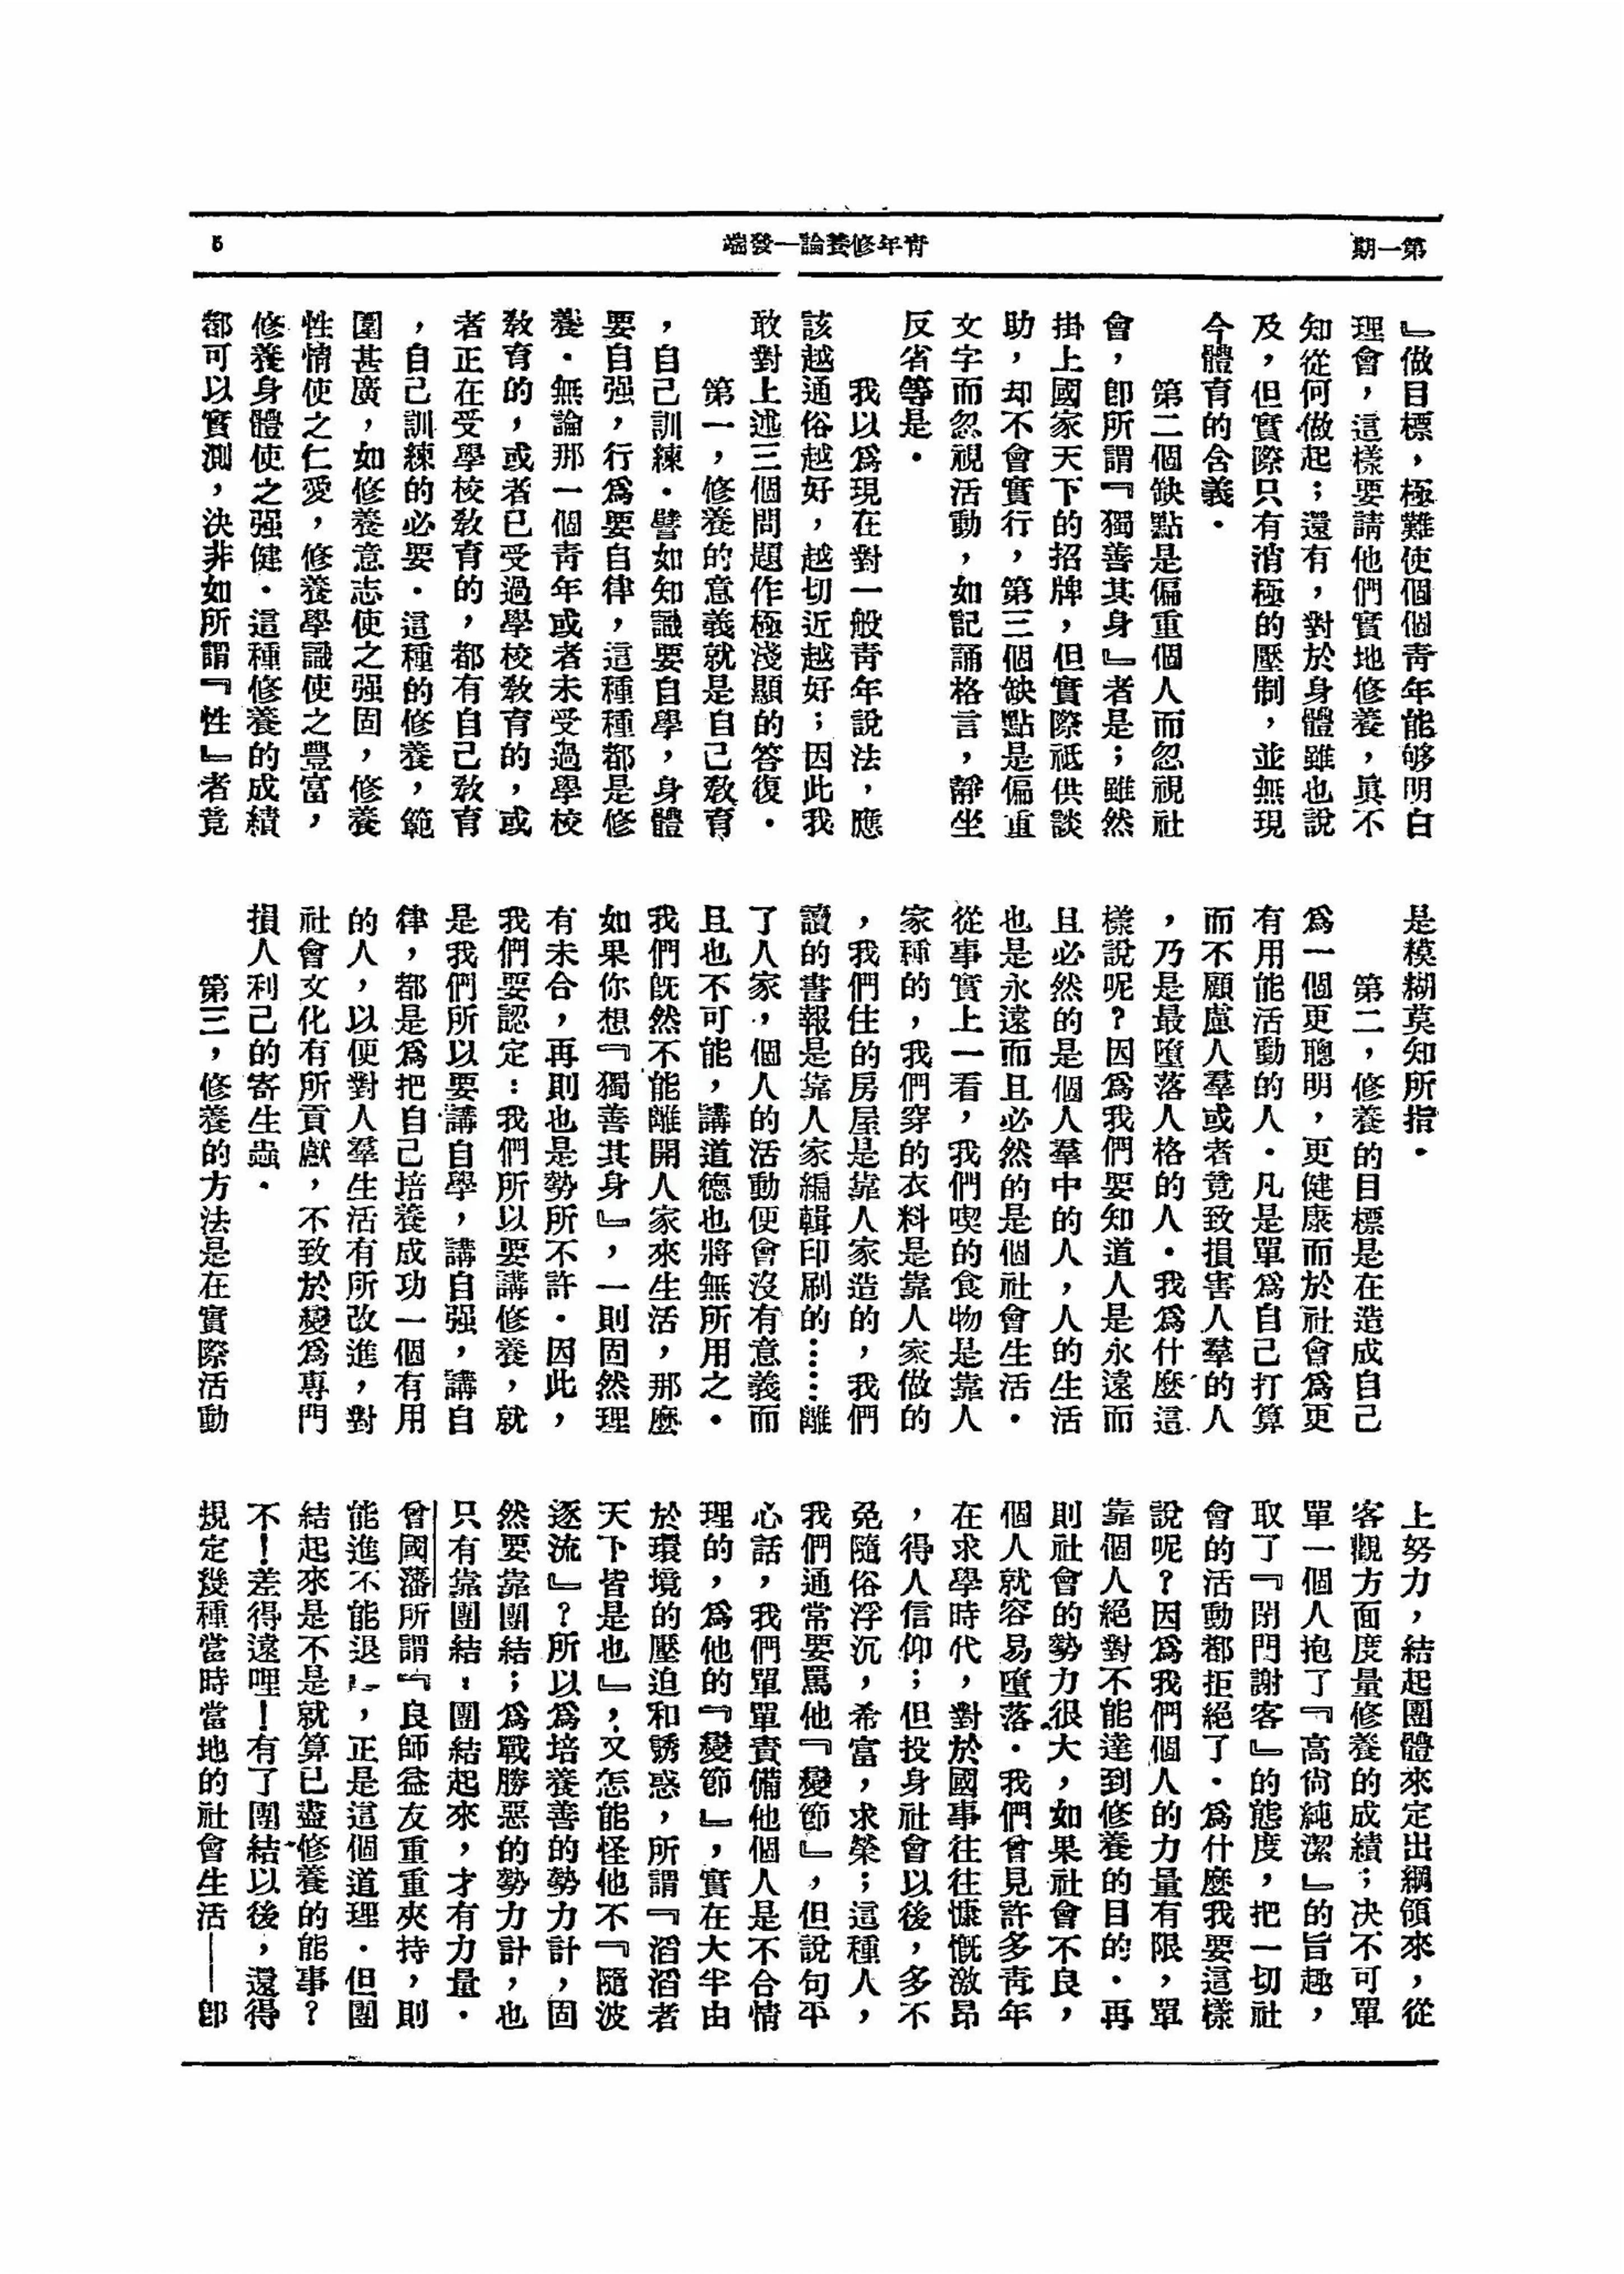 第一期
青年修養論一發端
5
』做目標，極難使個個青年能够明白
理會，這樣要請他們實地修養，眞不
知從何做起；還有，對於身體雖也說
及，但實際只有消極的壓制，並無現
今體育的含義．
第二個缺點是偏重個人而忽視社
會，卽所謂『獨善其身』者是；雖然
掛上國家天下的招牌，但實際祗供談
助，却不會實行，第三個缺點是偏重
文字而忽視活動，如記誦格言，靜坐
反省等是．
我以爲現在對一般青年說法，應
該越通俗越好，越切近越好；因此我
敢對上述三個問題作極淺顯的答復．
第一，修養的意義就是自己敎育
，自己訓練．譬如知識要自學，身體
要自强，行爲要自律，這種種都是修
養．無論那一個青年或者未受過學校
敎育的，或者已受過學校敎育的，或
者正在受學校敎育的，都有自己敎育
，自己訓練的必要．這種的修養，範
圍甚廣，如修養意志使之强固，修養
性情使之仁愛，修養學識使之豐富，
修養身體使之强健．這種修養的成績
都可以實測，決非如所謂『性』者竟
是模糊莫知所指．
第二，修養的目標是在造成自己
爲一個更聰明，更健康而於社會爲更
有用能活動的人．凡是單爲自己打算
而不顧慮人羣或者竟致損害人羣的人
，乃是最墮落人格的人．我爲什麼這
樣說呢？因爲我們要知道人是永遠而
且必然的是個人羣中的人，人的生活
也是永遠而且必然的是個社會生活．
從事實上一看，我們喫的食物是靠人
家種的，我們穿的衣料是靠人家做的
，我們住的房屋是靠人家造的，我們
讀的書報是靠人家編輯印刷的……離
了人家，個人的活動便會沒有意義而
且也不可能，講道德也將無所用之．
我們旣然不能離開人家來生活，那麼
如果你想『獨善其身』，一則固然理
有未合，再則也是勢所不許．因此，
我們要認定：我們所以要講修養，就
是我們所以要講自學，講自强，講自
律，都是爲把自己培養成功一個有用
的人，以便對人羣生活有所改進，對
社會文化有所貢獻，不致於變爲專門
損人利己的寄生蟲．
第三，修養的方法是在實際活動
上努力，結起團體來定出綱領來，從
客觀方面度量修養的成績；決不可單
單一個人抱了『高尙純潔』的旨趣，
取了『閉門謝客』的態度，把一切社
會的活動都拒絕了．爲什麼我要這樣
說呢？因爲我們個人的力量有限，單
靠個人絕對不能達到修養的目的．再
則社會的勢力很大，如果社會不良，
個人就容易墮落．我們曾見許多青年
在求學時代，對於國事往往慷慨激昂
，得人信仰；但投身社會以後，多不
免隨俗浮沉，希富，求榮；這種人，
我們通常要罵他『變節』，但說句平
心話，我們單單責備他個人是不合情
理的，爲他的『變節』，實在大半由
於環境的壓迫和誘惑，所謂『滔滔者
天下皆是也』，又怎能怪他不『隨波
逐流』？所以爲培養善的勢力計，固
然要靠團結；爲戰勝惡的勢力計，也
只有靠團結：團結起來，才有力量．
曾國藩所謂『良師益友重重夾持，則
能進不能退』，正是這個道理．但團
結起來是不是就算已盡修養的能事？
不！差得遠哩！有了團結以後，還得
規定幾種當時當地的社會生活——卽